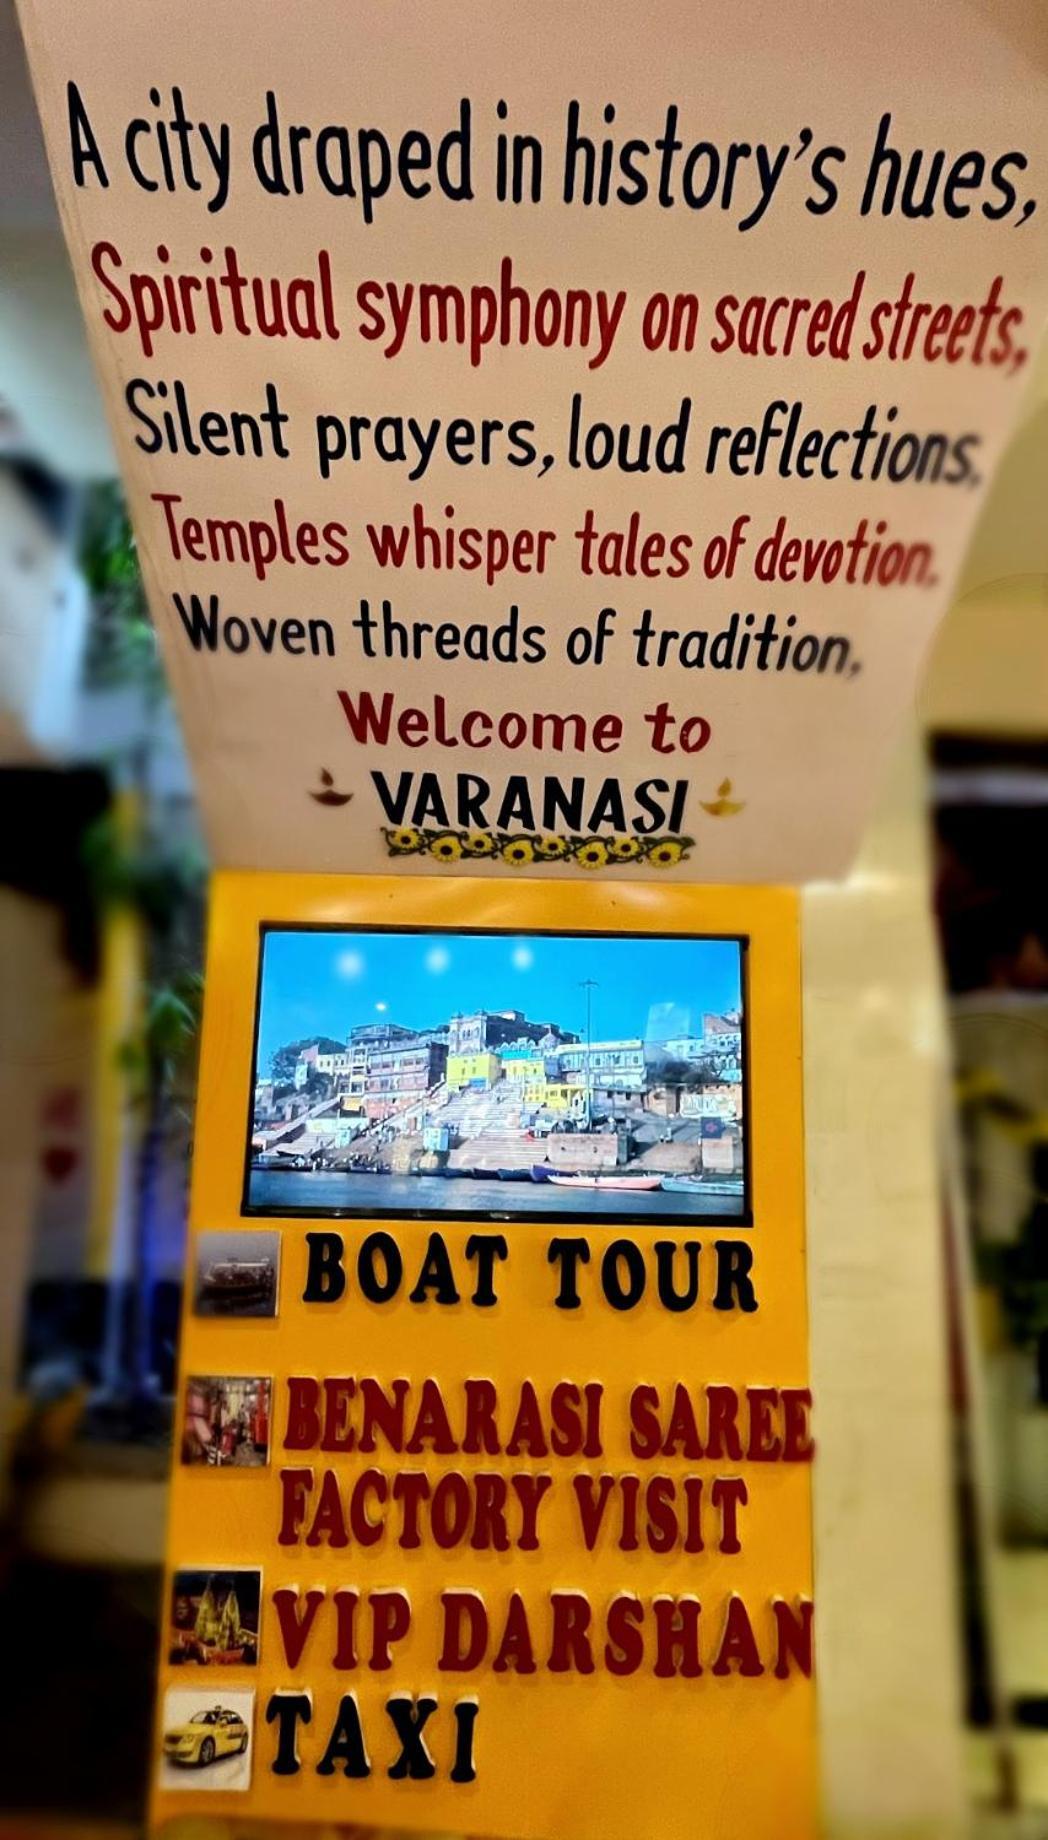 A city draped in history's hues,
Spiritual symphony on sacred streets,
Silent prayers, loud reflections,
Temples whisper tales of devotion.
Woven threads of tradition,
Welcome to
VARANASI
BOAT TOUR
BENARASI SAREE
FACTORY VISIT
VIP DARSHAN
TAXI